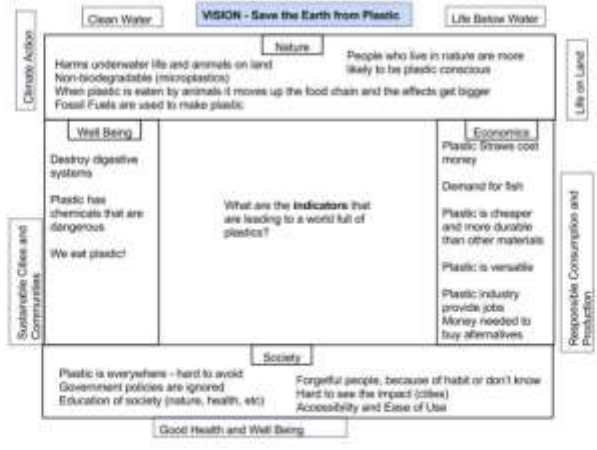 Clean Water
VISION - Save the Earth from Plastic
Life Below Water
Climate Action
Nature
Harms underwater life and animals on land
Non-biodegradable (microplastics)
People who live in nature are more
likely to be plastic conscious
When plastic is eaten by animals it moves up the food chain and the effects get bigger
Fossil Fuels are used to make plastic
Life on Land
Well Being
Destroy digestive
systems
Plastic has
chemicals that are
dangerous
We eat plastic!
What are the indicators that
are leading to a world full of
plastics?
Economics
Plastic Straws cost
money
Demand for fish
Plastic is cheaper
and more durable
than other materials
Plastic is versatile
Plastic industry
provide jobs
Money needed to
buy alternatives
Sustainable Cities and
Communities
Responsible Consumption and
Production
Society
Plastic is everywhere - hard to avoid
Government policies are ignored
Education of society (nature, health, etc)
Forgetful people, because of habit or don't know
Hard to see the impact (cities)
Accessibility and Ease of Use
Good Health and Well Being